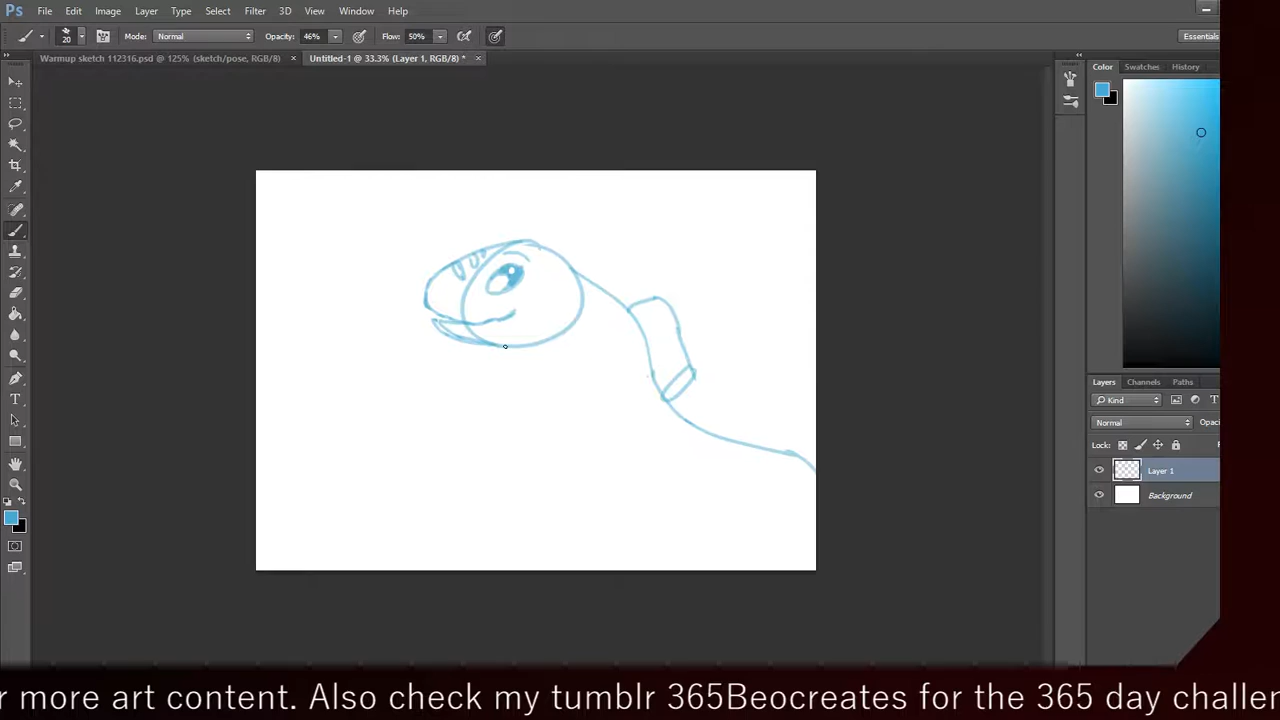 Ps File Edit Image Layer Type Select Filter 3D View Window Help
20 Mode: Normal Opacity: 46% Flow: 50% Essentials
Warmup sketch 112316.psd @ 125% (sketch/pose, RGB/8) × Untitled-1 @ 33.3% (Layer 1, RGB/8) * ×
Color Swatches History
Layers Channels Paths
Kind
Normal Opac
Lock:
Layer 1
Background
r more art content. Also check my tumblr 365Beocreates for the 365 day challen